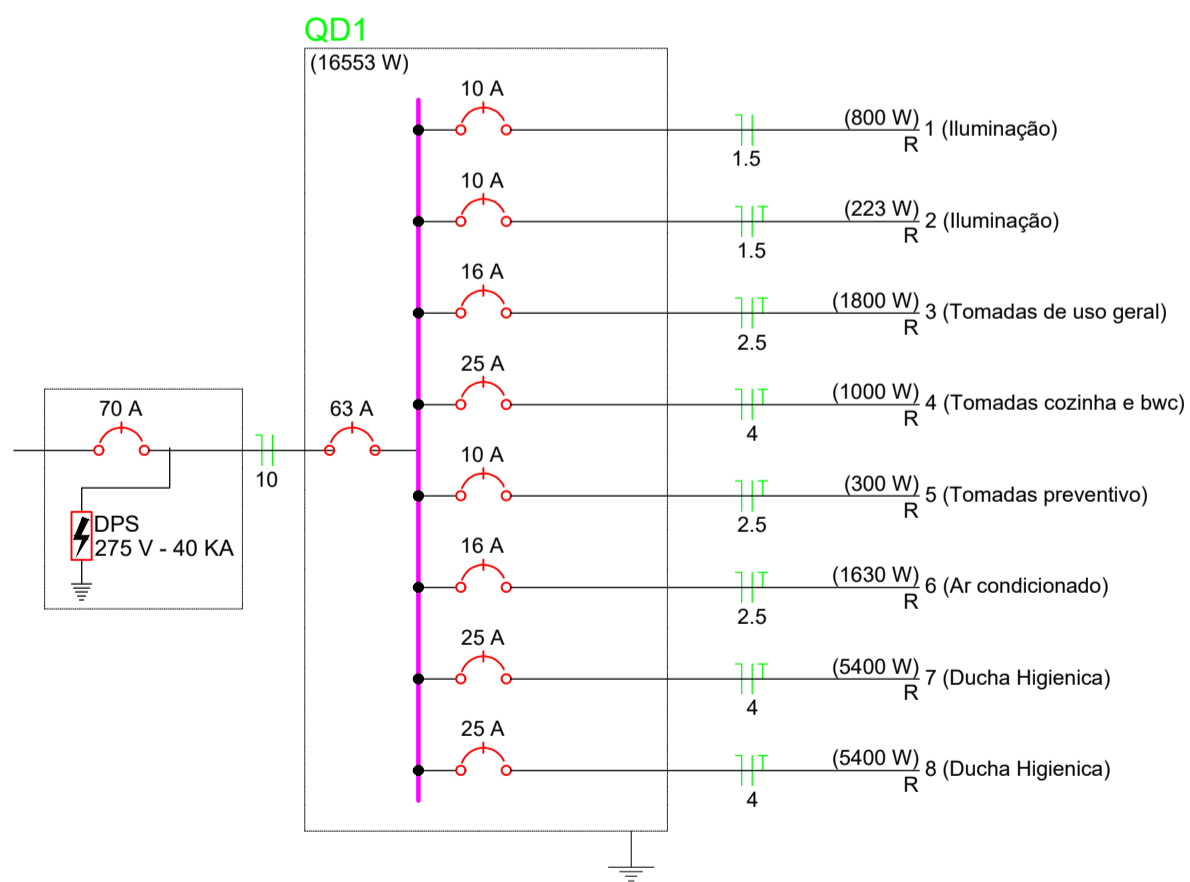 QD1
(16553 W)
10 A
(800 W)
1 (Iluminação)
R
1.5
10 A
(223 W)
2 (Iluminação)
R
1.5
16 A
(1800 W)
3 (Tomadas de uso geral)
R
2.5
25 A
(1000 W)
4 (Tomadas cozinha e bwc)
R
4
70 A
63 A
10
DPS
275 V - 40 KA
10 A
(300 W)
5 (Tomadas preventivo)
R
2.5
16 A
(1630 W)
6 (Ar condicionado)
R
2.5
25 A
(5400 W)
7 (Ducha Higienica)
R
4
25 A
(5400 W)
8 (Ducha Higienica)
R
4